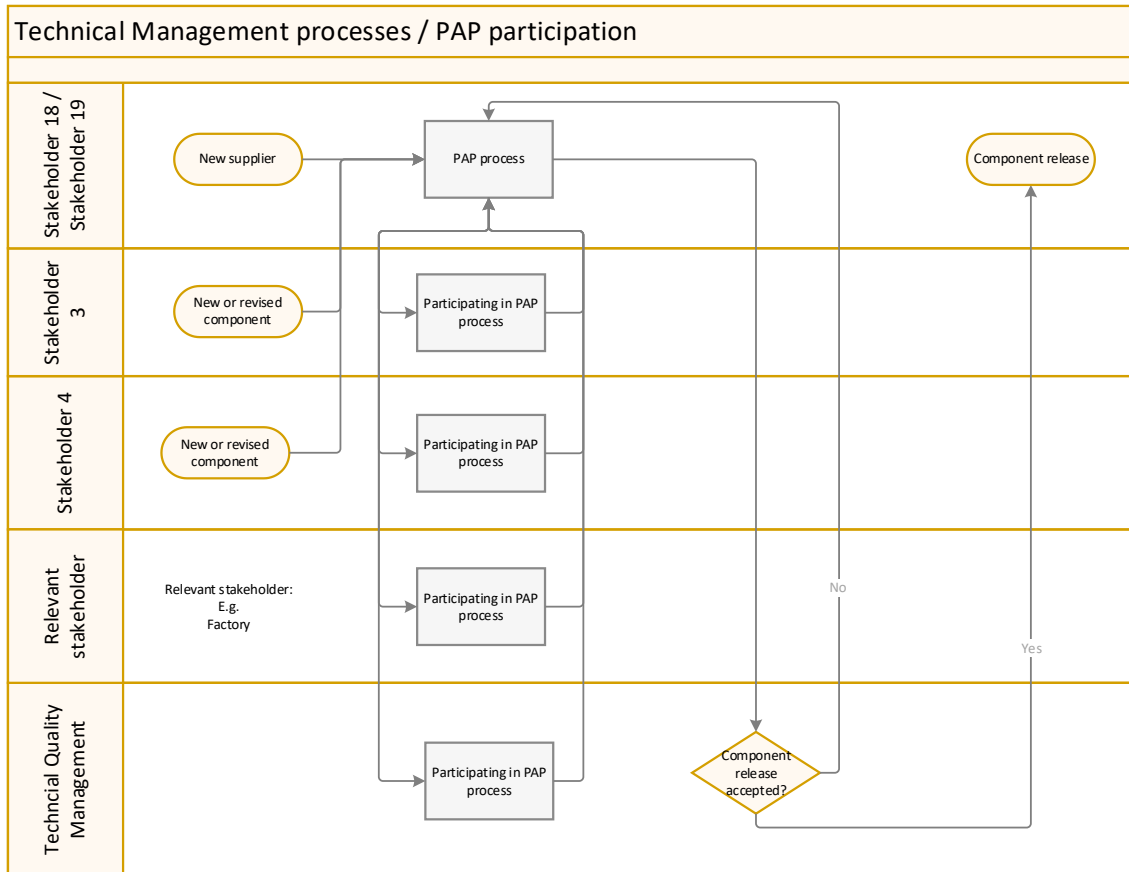 Technical Management processes / PAP participation
Stakeholder 18 /
Stakeholder 19
New supplier
PAP process
Component release
Stakeholder
3
New or revised
component
Participating in PAP
process
Stakeholder 4
New or revised
component
Participating in PAP
process
Relevant
stakeholder
Relevant stakeholder:
E.g.
Factory
Participating in PAP
process
No
Yes
Techncial Quality
Management
Participating in PAP
process
Component
release
accepted?